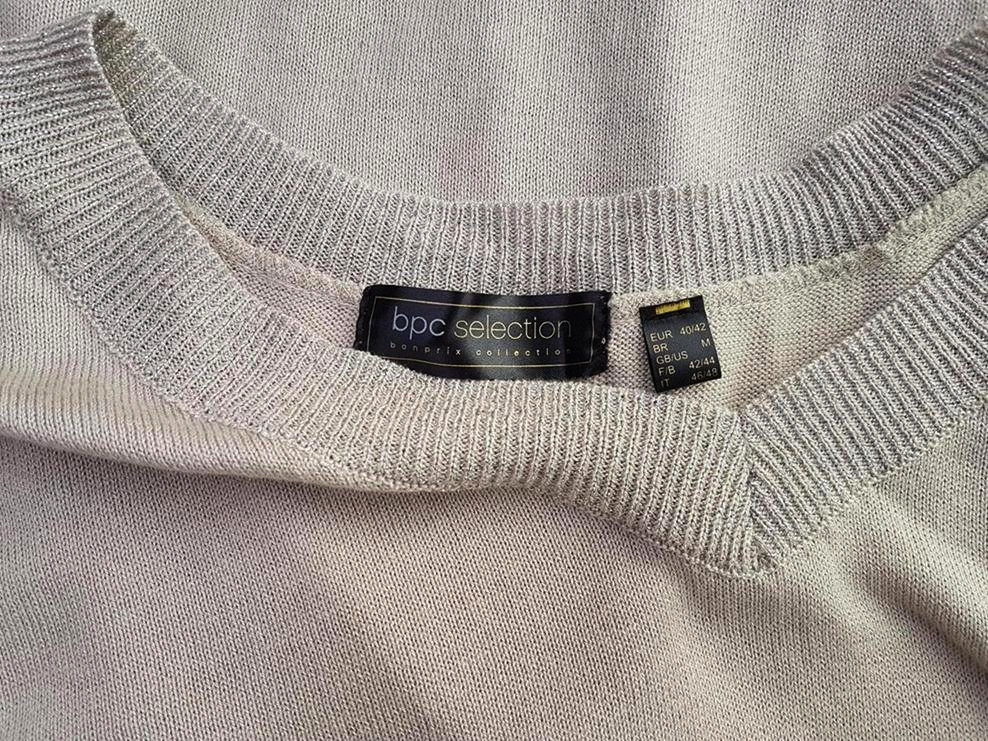 bpc selection
bonprix collection
EUR 40/42
BR M
GB/US
F/B 42/44
IT 46/48